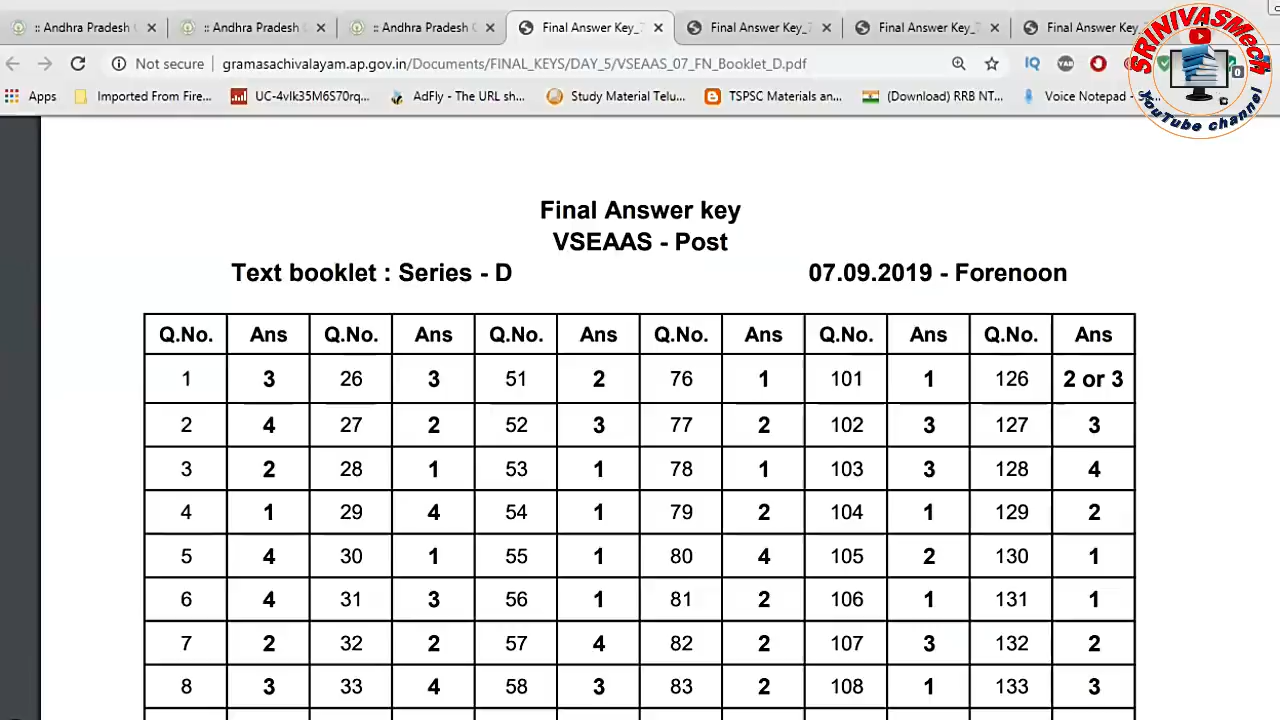 :: Andhra Pradesh ( × :: Andhra Pradesh × :: Andhra Pradesh ( × Final Answer Key_ × Final Answer Key_7 × Final Answer Key_7 × Final Answer Key_
Not secure | gramasachivalayam.ap.gov.in/Documents/FINAL_KEYS/DAY_5/VSEAAS_07_FN_Booklet_D.pdf IQ YAB 0
Apps Imported From Fire... UC-4vlk35M6S70rq... AdFly - The URL sh... Study Material Telu... TSPSC Materials an... (Download) RRB NT... Voice Notepad -
SRINIVASMech
YouTube channel
Final Answer key
VSEAAS - Post
Text booklet : Series - D 07.09.2019 - Forenoon
Q.No. Ans Q.No. Ans Q.No. Ans Q.No. Ans Q.No. Ans Q.No. Ans
1 3 26 3 51 2 76 1 101 1 126 2 or 3
2 4 27 2 52 3 77 2 102 3 127 3
3 2 28 1 53 1 78 1 103 3 128 4
4 1 29 4 54 1 79 2 104 1 129 2
5 4 30 1 55 1 80 4 105 2 130 1
6 4 31 3 56 1 81 2 106 1 131 1
7 2 32 2 57 4 82 2 107 3 132 2
8 3 33 4 58 3 83 2 108 1 133 3